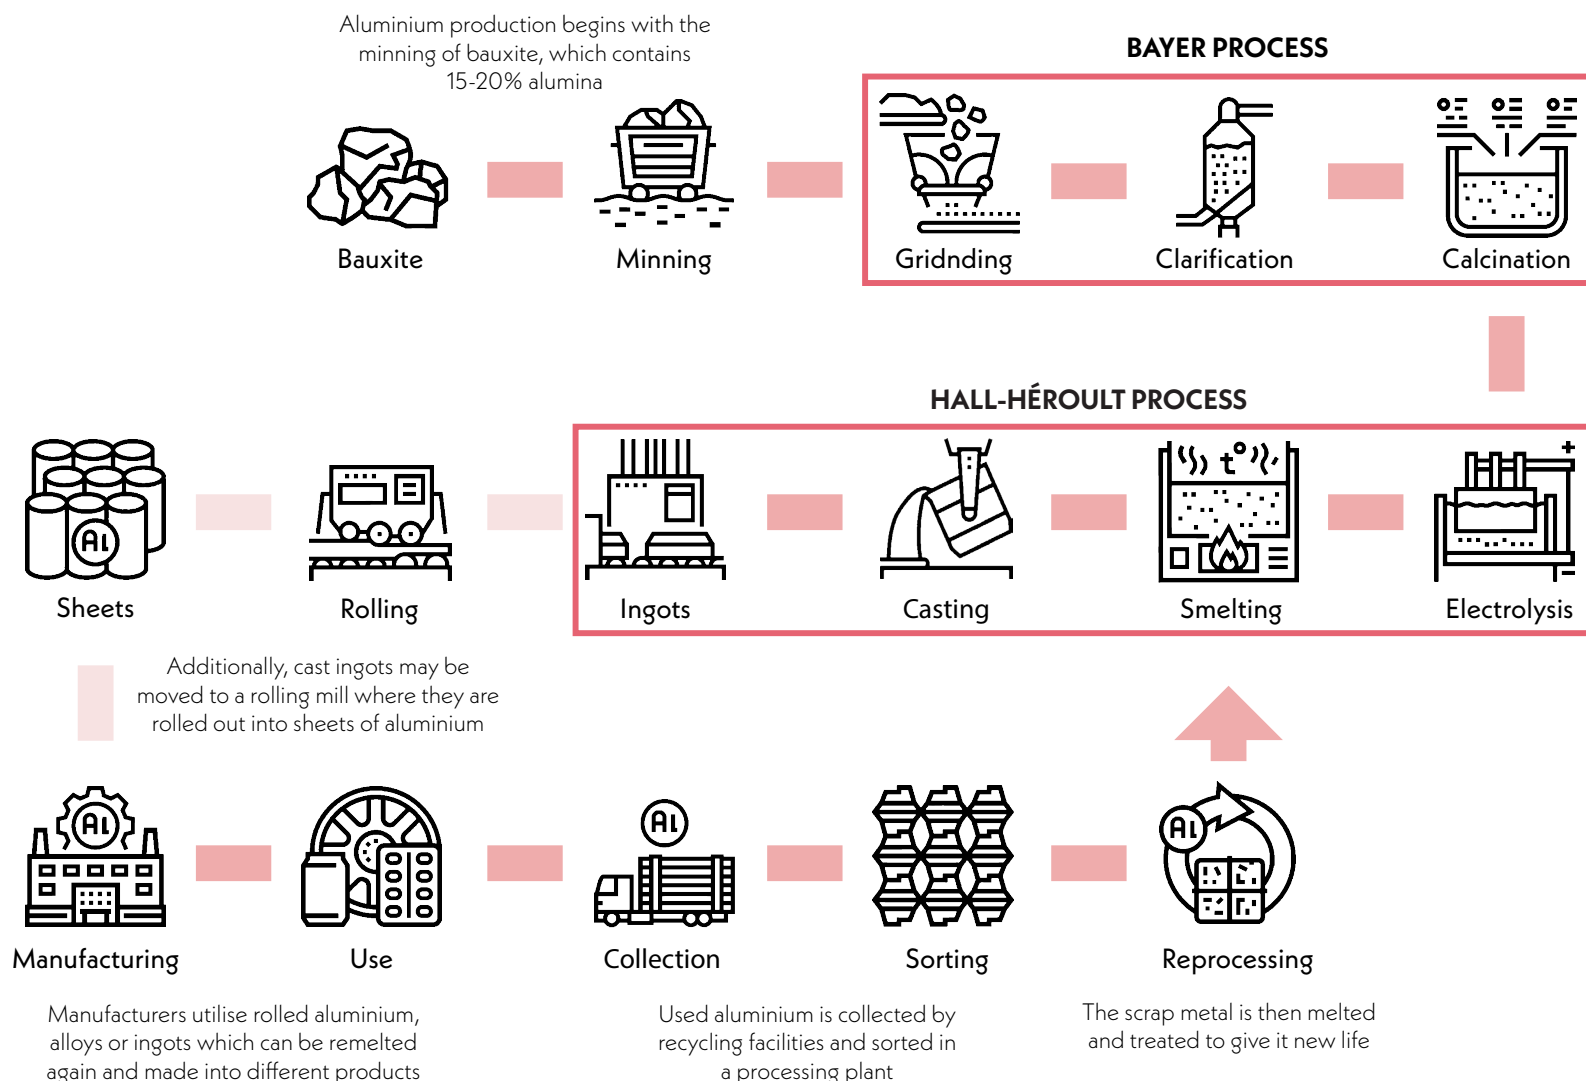 Aluminium production begins with the
minning of bauxite, which contains
15-20% alumina
BAYER PROCESS
Bauxite
Minning
Gridnding
Clarification
Calcination
HALL-HÉROULT PROCESS
t°
+
AL
–
Sheets
Rolling
Ingots
Casting
Smelting
Electrolysis
Additionally, cast ingots may be
moved to a rolling mill where they are
rolled out into sheets of aluminium
AL
AL
AL
Manufacturing
Use
Collection
Sorting
Reprocessing
Manufacturers utilise rolled aluminium,
alloys or ingots which can be remelted
again and made into different products
Used aluminium is collected by
recycling facilities and sorted in
a processing plant
The scrap metal is then melted
and treated to give it new life